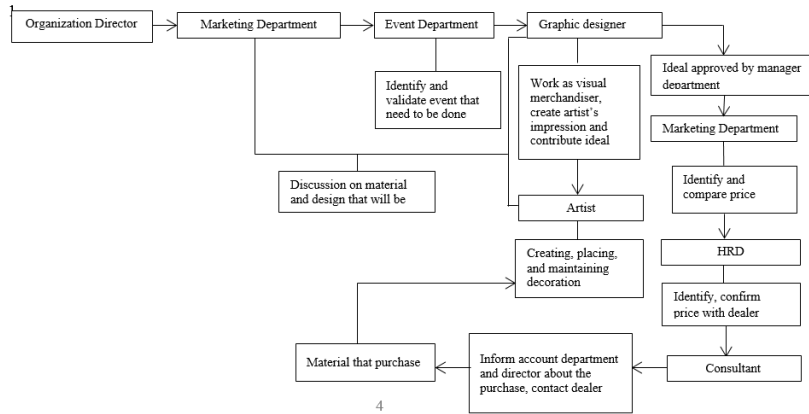 1
Organization Director
Marketing Department
Event Department
Graphic designer
Identify and
validate event that
need to be done
Work as visual
merchandiser,
create artist's
impression and
contribute ideal
Ideal approved by manager
department
Marketing Department
Discussion on material
and design that will be
Identify and
compare price
Artist
Creating, placing,
and maintaining
decoration
HRD
Identify, confirm
price with dealer
Material that purchase
Inform account department
and director about the
purchase, contact dealer
Consultant
4